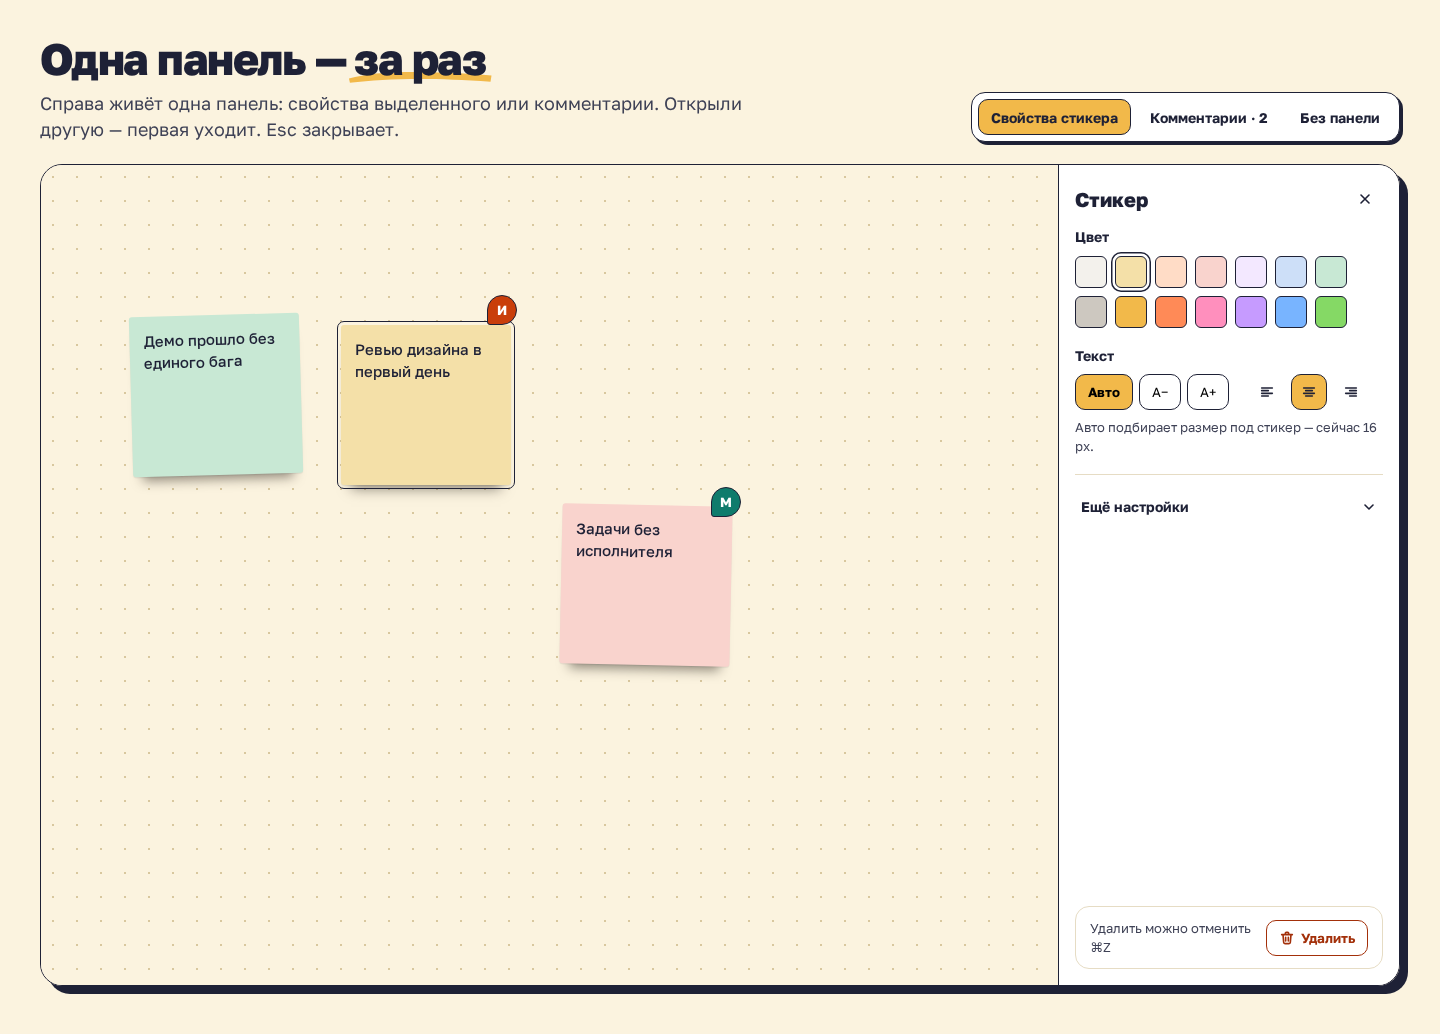 Одна панель — за раз
Справа живёт одна панель: свойства выделенного или комментарии. Открыли
другую — первая уходит. Esc закрывает.
Свойства стикера
Комментарии · 2
Без панели
Демо прошло без
единого бага
И
Ревью дизайна в
первый день
М
Задачи без
исполнителя
Стикер
Цвет
Текст
Авто
A−
A+
Авто подбирает размер под стикер — сейчас 16
px.
Ещё настройки
Удалить можно отменить
⌘Z
Удалить